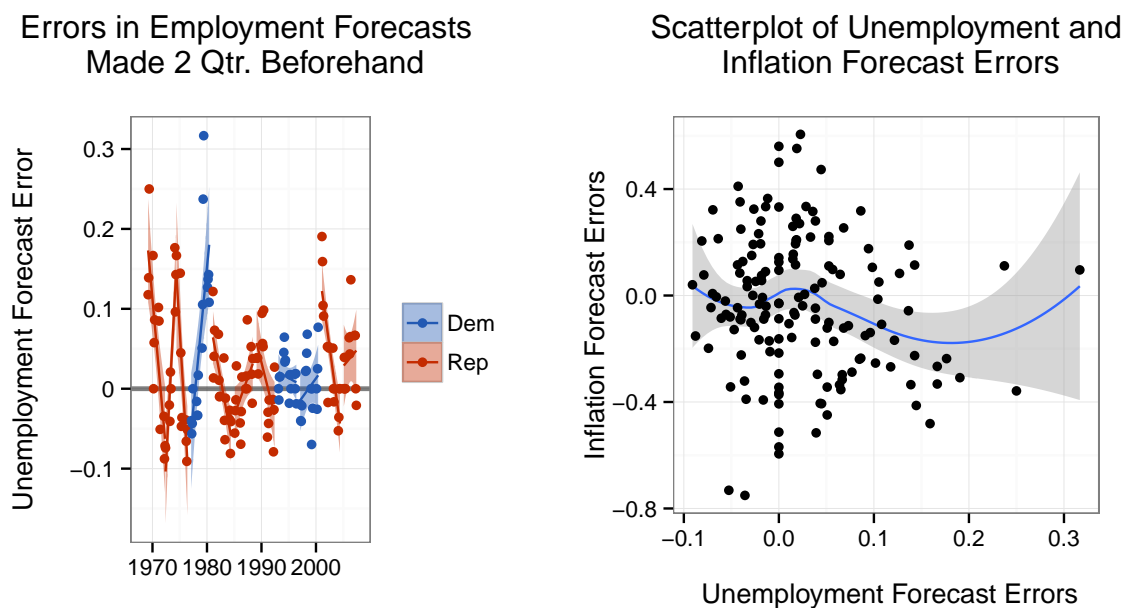 Errors in Employment Forecasts
Made 2 Qtr. Beforehand
Unemployment Forecast Error
0.3
0.2
0.1
0
−0.1
1970 1980 1990 2000
Dem
Rep
Scatterplot of Unemployment and
Inflation Forecast Errors
Inflation Forecast Errors
0.4
0.0
−0.4
−0.8
−0.1 0.0 0.1 0.2 0.3
Unemployment Forecast Errors